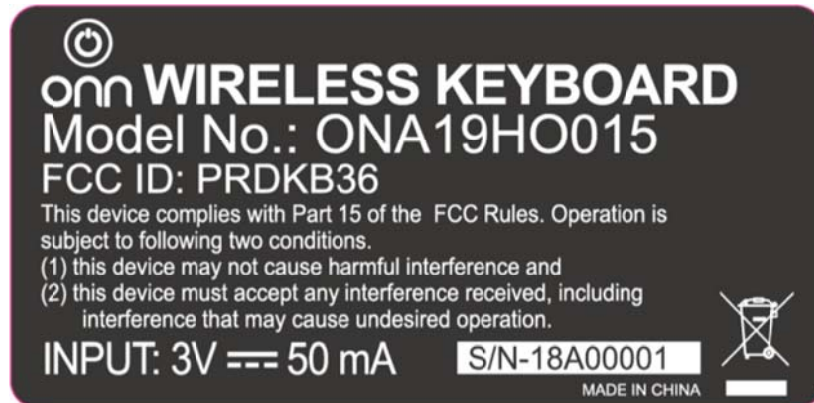 onn WIRELESS KEYBOARD
Model No.: ONA19HO015
FCC ID: PRDKB36
This device complies with Part 15 of the FCC Rules. Operation is
subject to following two conditions.
(1) this device may not cause harmful interference and
(2) this device must accept any interference received, including
interference that may cause undesired operation.
INPUT: 3V ⎓ 50 mA
S/N-18A00001
MADE IN CHINA